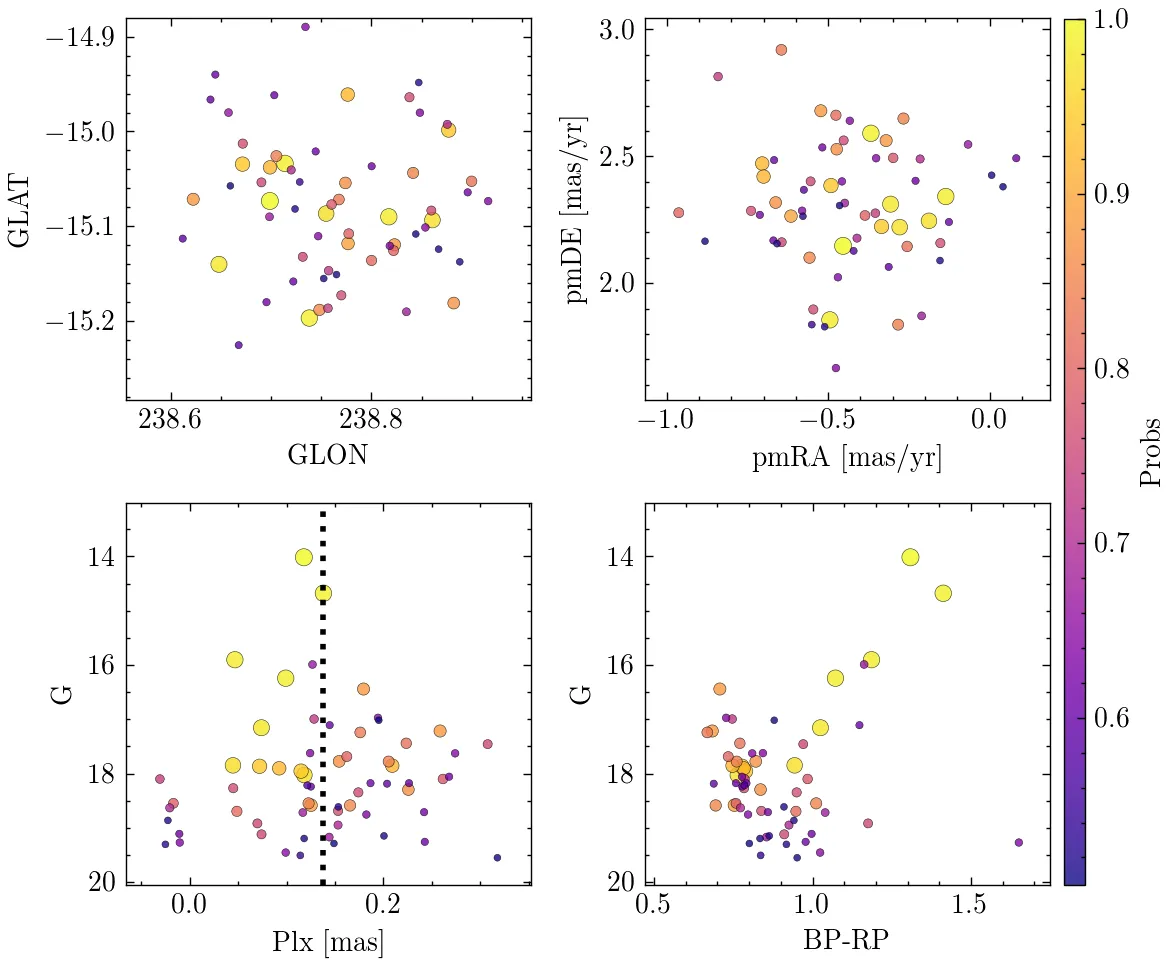 −14.9
−15.0
−15.1
−15.2
GLAT
238.6 238.8
GLON
3.0
2.5
2.0
pmDE [mas/yr]
−1.0 −0.5 0.0
pmRA [mas/yr]
14
16
18
20
G
0.0 0.2
Plx [mas]
14
16
18
20
G
0.5 1.0 1.5
BP-RP
1.0
0.9
0.8
0.7
0.6
Probs